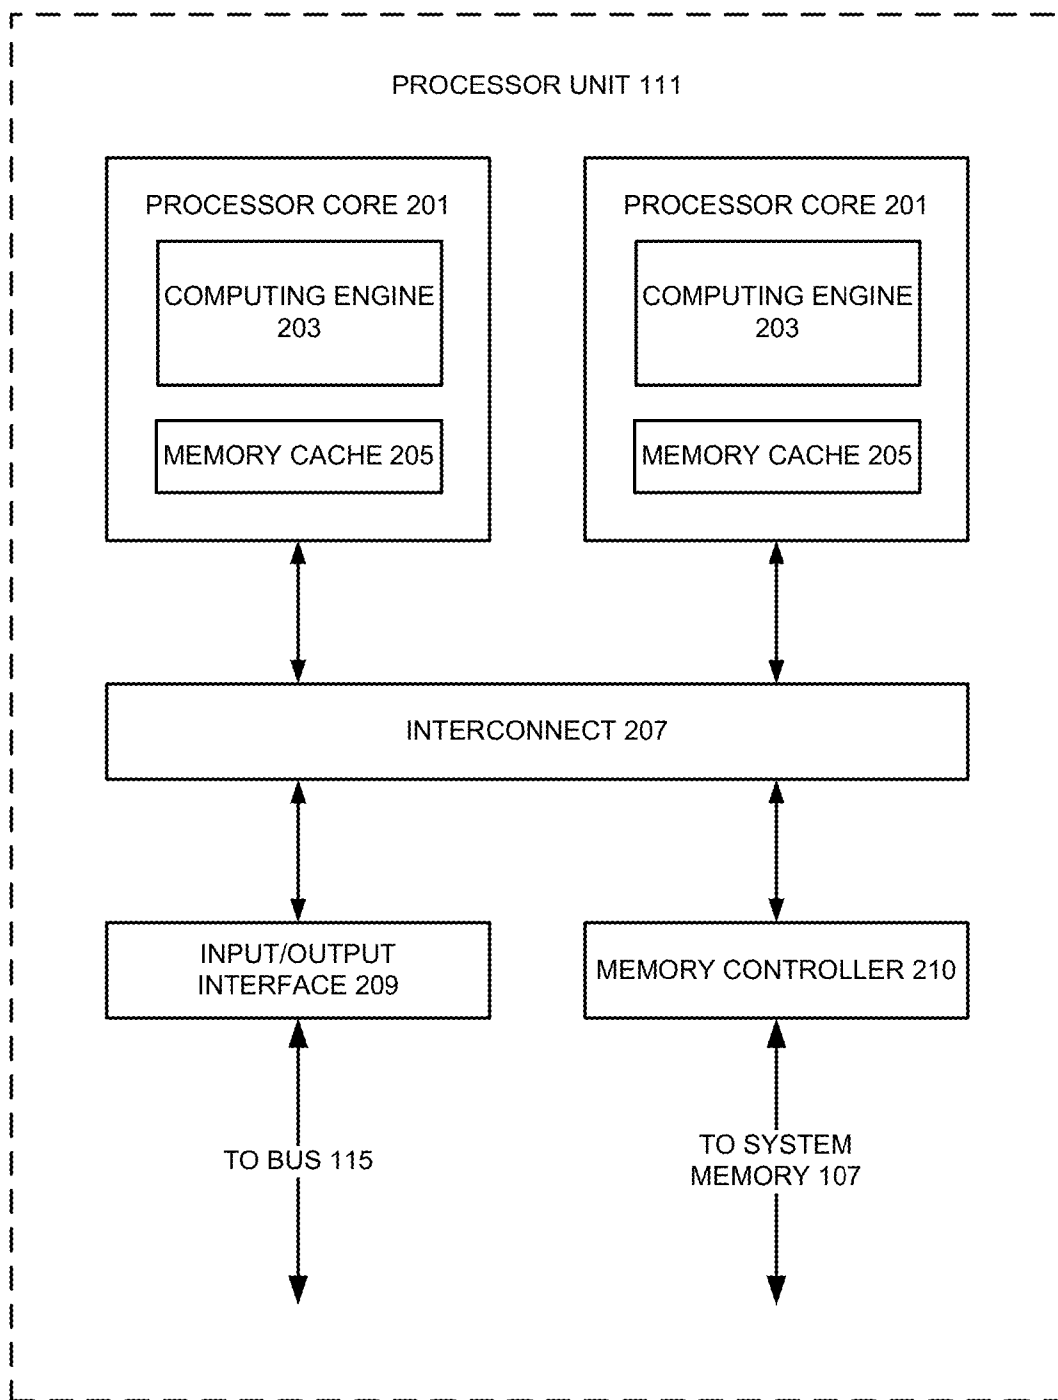 PROCESSOR UNIT 111
PROCESSOR CORE 201
COMPUTING ENGINE
203
MEMORY CACHE 205
PROCESSOR CORE 201
COMPUTING ENGINE
203
MEMORY CACHE 205
INTERCONNECT 207
INPUT/OUTPUT
INTERFACE 209
MEMORY CONTROLLER 210
TO BUS 115
TO SYSTEM
MEMORY 107